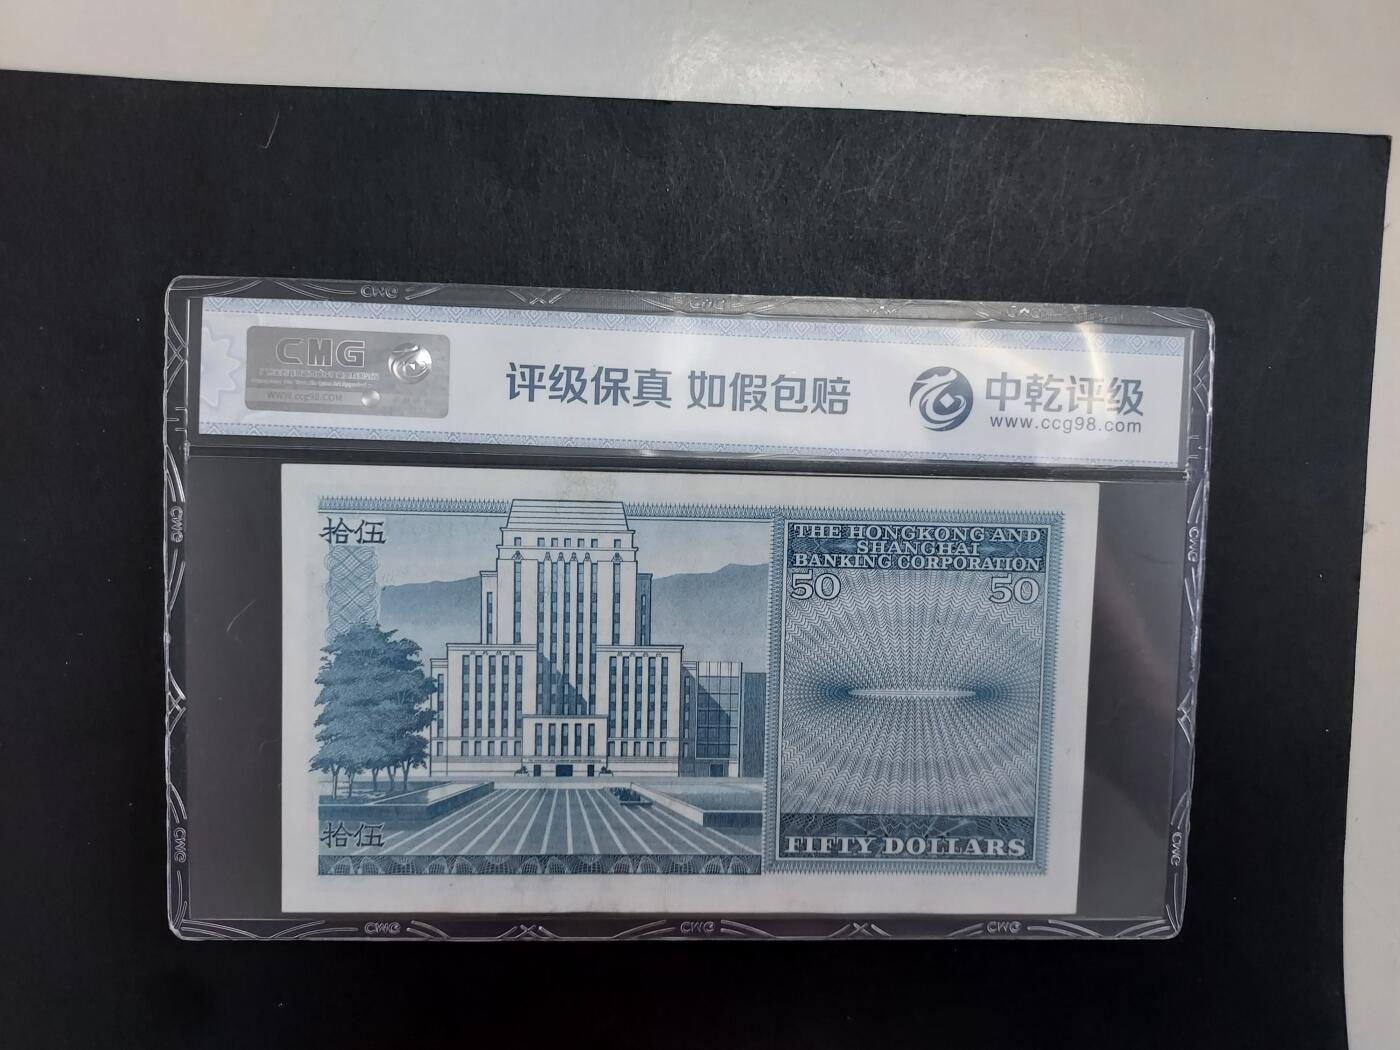 CMG
WWW.CCG98.COM
评级保真 如假包赔
中乾评级
www.ccg98.com
拾伍
THE HONGKONG AND
SHANGHAI
BANKING CORPORATION
50 50
拾伍
FIFTY DOLLARS